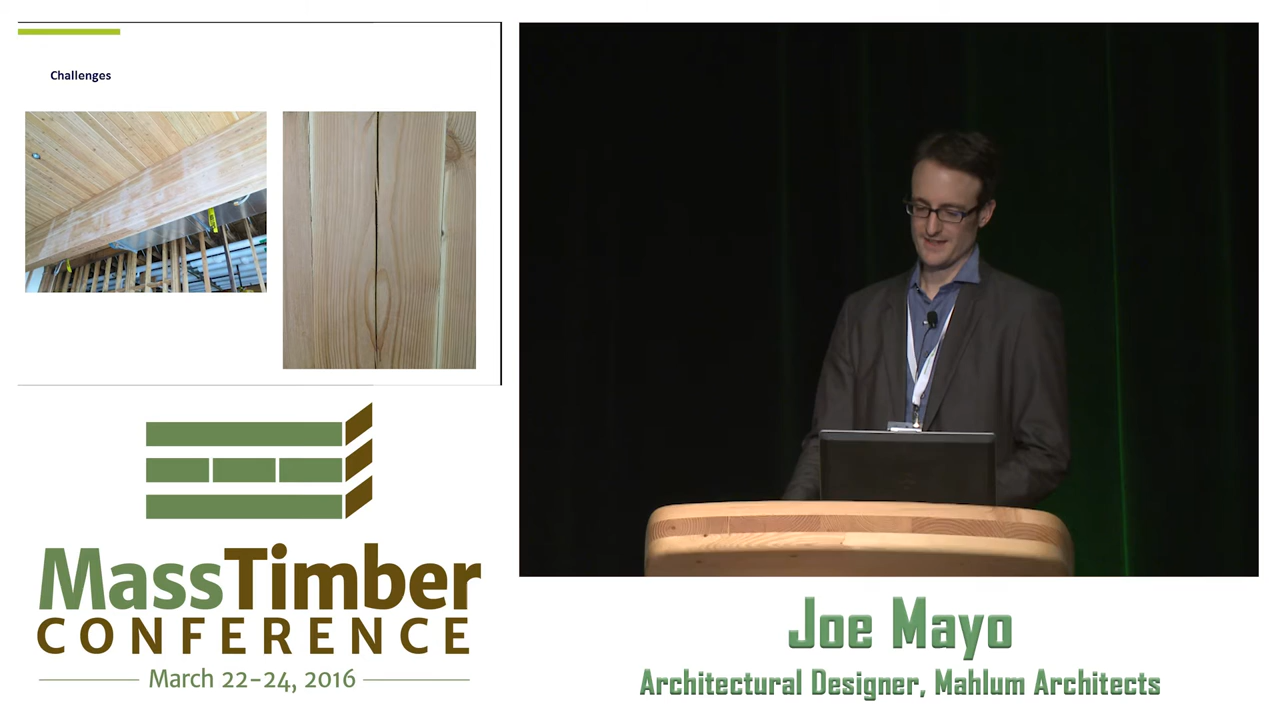 Challenges
MassTimber
CONFERENCE
March 22-24, 2016
Joe Mayo
Architectural Designer, Mahlum Architects